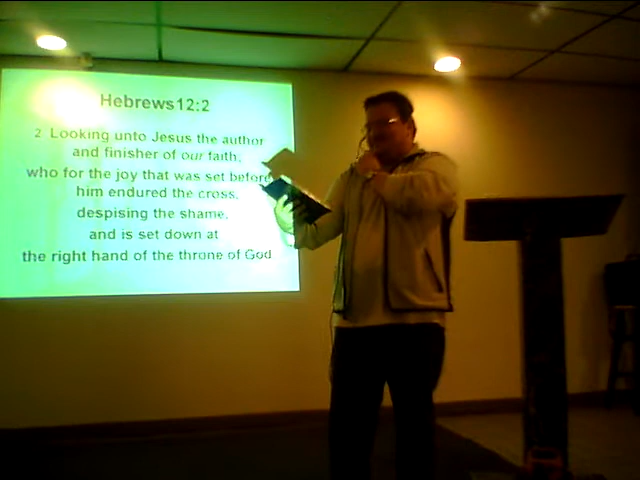 Hebrews12:2
2 Looking unto Jesus the author
and finisher of our faith;
who for the joy that was set before
him endured the cross,
despising the shame,
and is set down at
the right hand of the throne of God